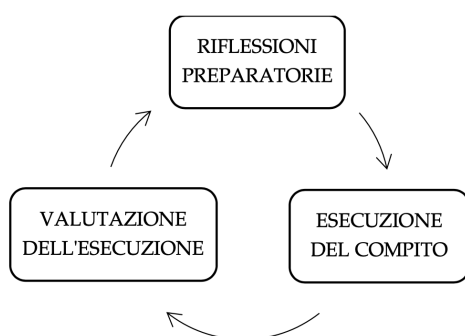 RIFLESSIONI
PREPARATORIE
ESECUZIONE
DEL COMPITO
VALUTAZIONE
DELL'ESECUZIONE